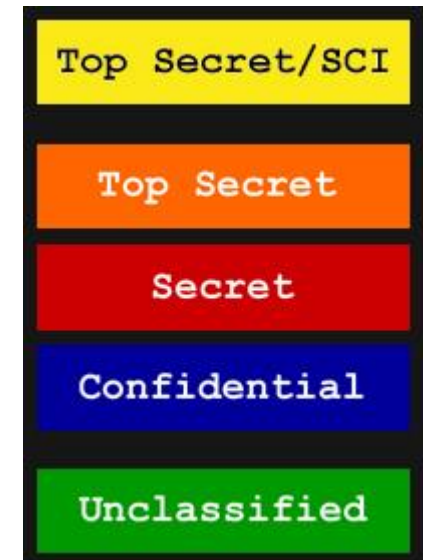 Top Secret/SCI
Top Secret
Secret
Confidential
Unclassified